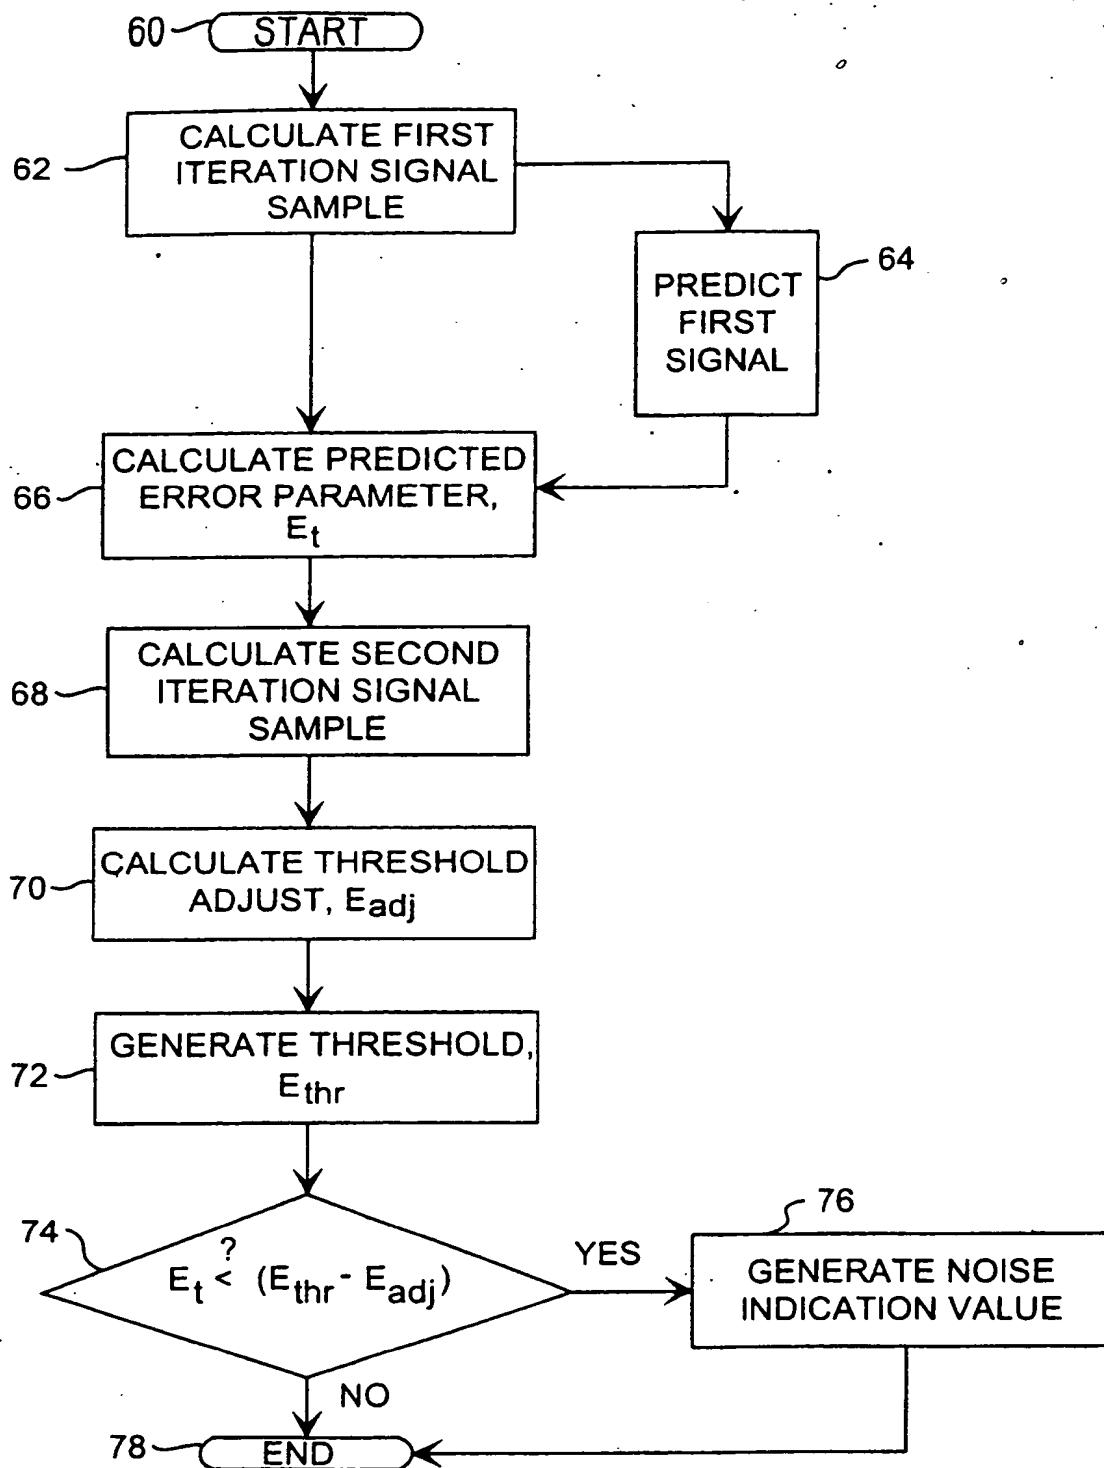 60
START
62
CALCULATE FIRST
ITERATION SIGNAL
SAMPLE
64
PREDICT
FIRST
SIGNAL
66
CALCULATE PREDICTED
ERROR PARAMETER,
Et
68
CALCULATE SECOND
ITERATION SIGNAL
SAMPLE
70
CALCULATE THRESHOLD
ADJUST, Eadj
72
GENERATE THRESHOLD,
Ethr
74
?
Et < (Ethr - Eadj)
YES
76
GENERATE NOISE
INDICATION VALUE
NO
78
END